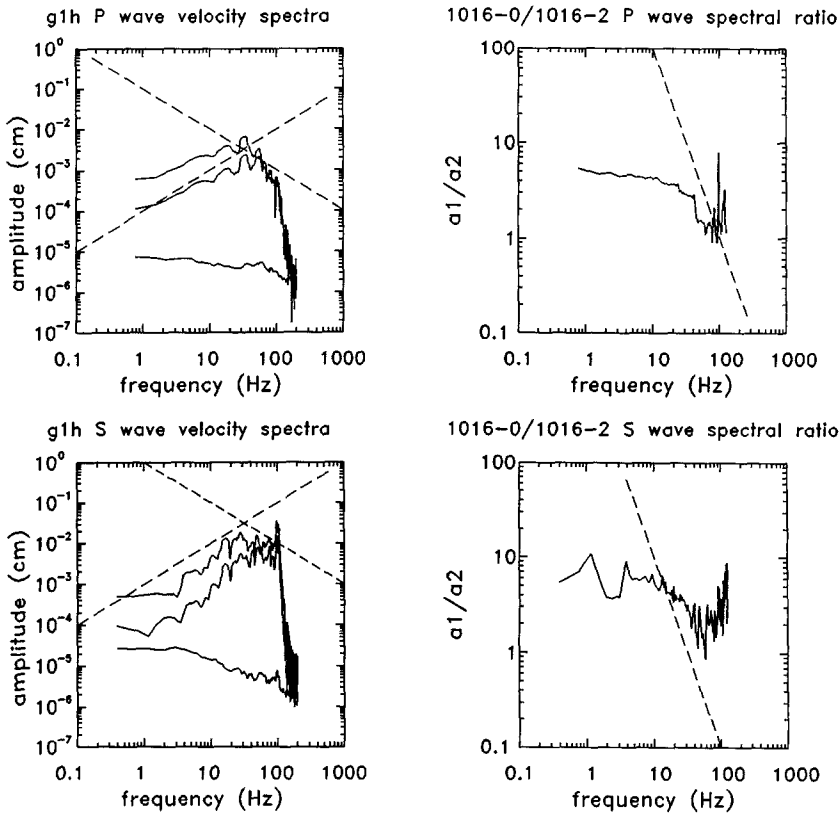 g1h P wave velocity spectra
10^0
10^-1
10^-2
10^-3
10^-4
10^-5
10^-6
10^-7
amplitude (cm)
0.1 1 10 100 1000
frequency (Hz)
1016-0/1016-2 P wave spectral ratio
100
10
1
0.1
a1/a2
0.1 1 10 100 1000
frequency (Hz)
g1h S wave velocity spectra
10^0
10^-1
10^-2
10^-3
10^-4
10^-5
10^-6
10^-7
amplitude (cm)
0.1 1 10 100 1000
frequency (Hz)
1016-0/1016-2 S wave spectral ratio
100
10
1
0.1
a1/a2
0.1 1 10 100 1000
frequency (Hz)